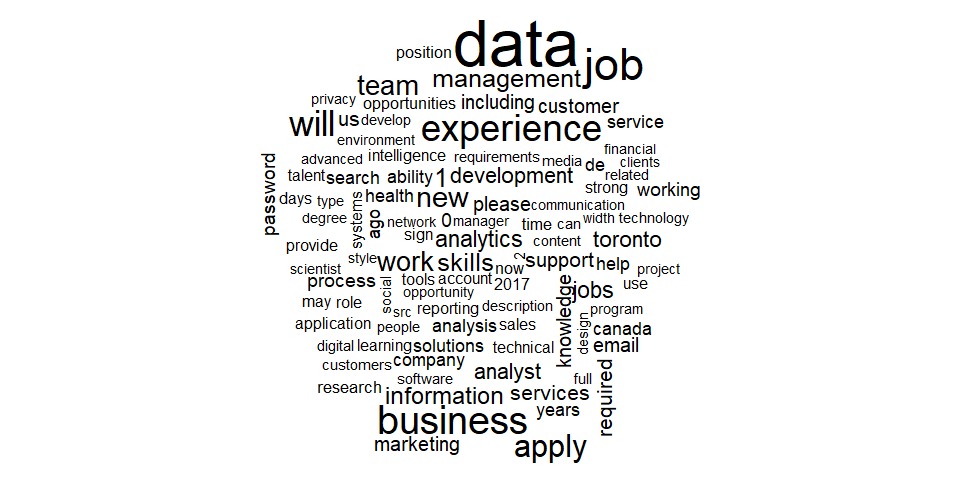 data
position
job
team
management
privacy
opportunities
including
customer
will
us
develop
experience
service
environment
financial
advanced
intelligence
requirements
media
de
clients
password
talent
search
ability
1
development
related
strong
working
days
type
health
new
please
communication
degree
systems
ago
network
0
manager
time
can
width
technology
sign
analytics
content
toronto
provide
style
work
skills
now
2
support
help
project
scientist
process
social
tools
account
2017
knowledge
jobs
use
opportunity
may
role
src
reporting
description
program
application
people
analysis
sales
design
canada
digital
learning
solutions
technical
email
customers
company
software
analyst
full
research
information
services
required
business
years
marketing
apply